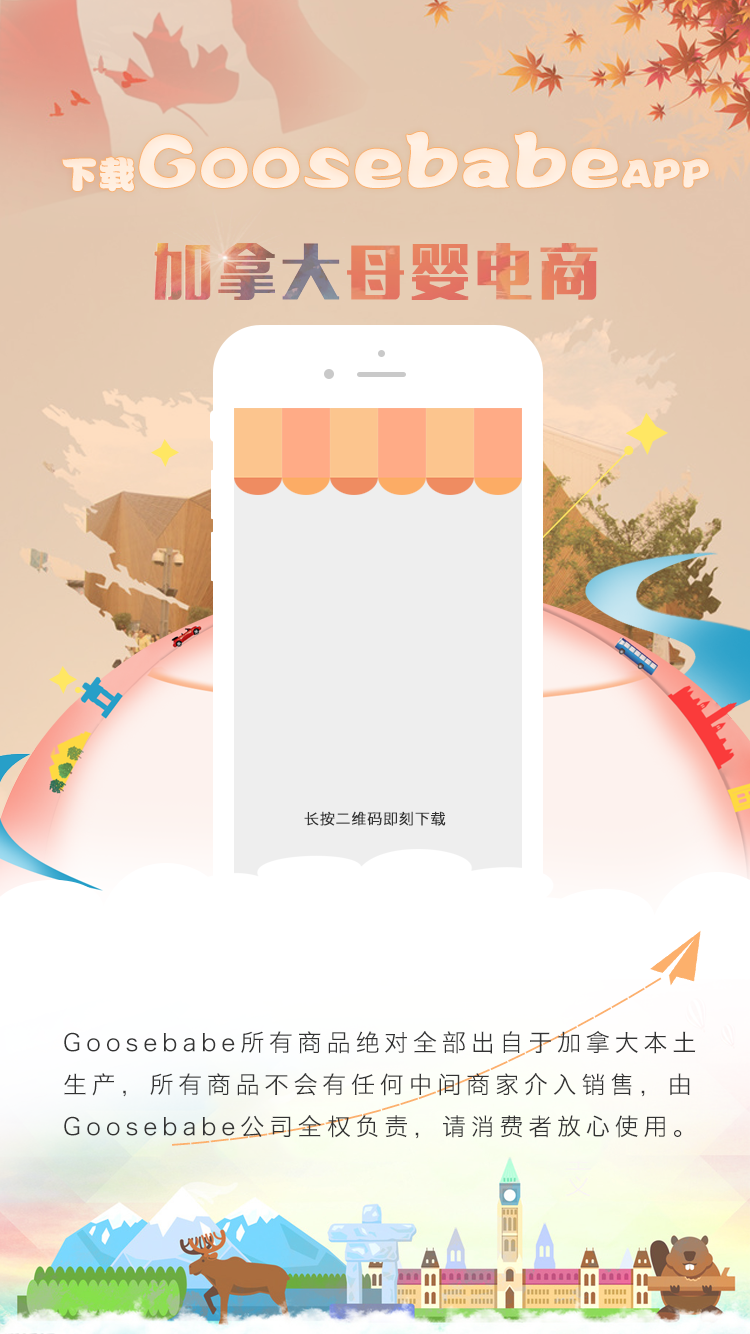 下载Goosebabe APP
加拿大母婴电商
长按二维码即刻下载
Goosebabe所有商品绝对全部出自于加拿大本土
生产，所有商品不会有任何中间商家介入销售，由
Goosebabe公司全权负责，请消费者放心使用。